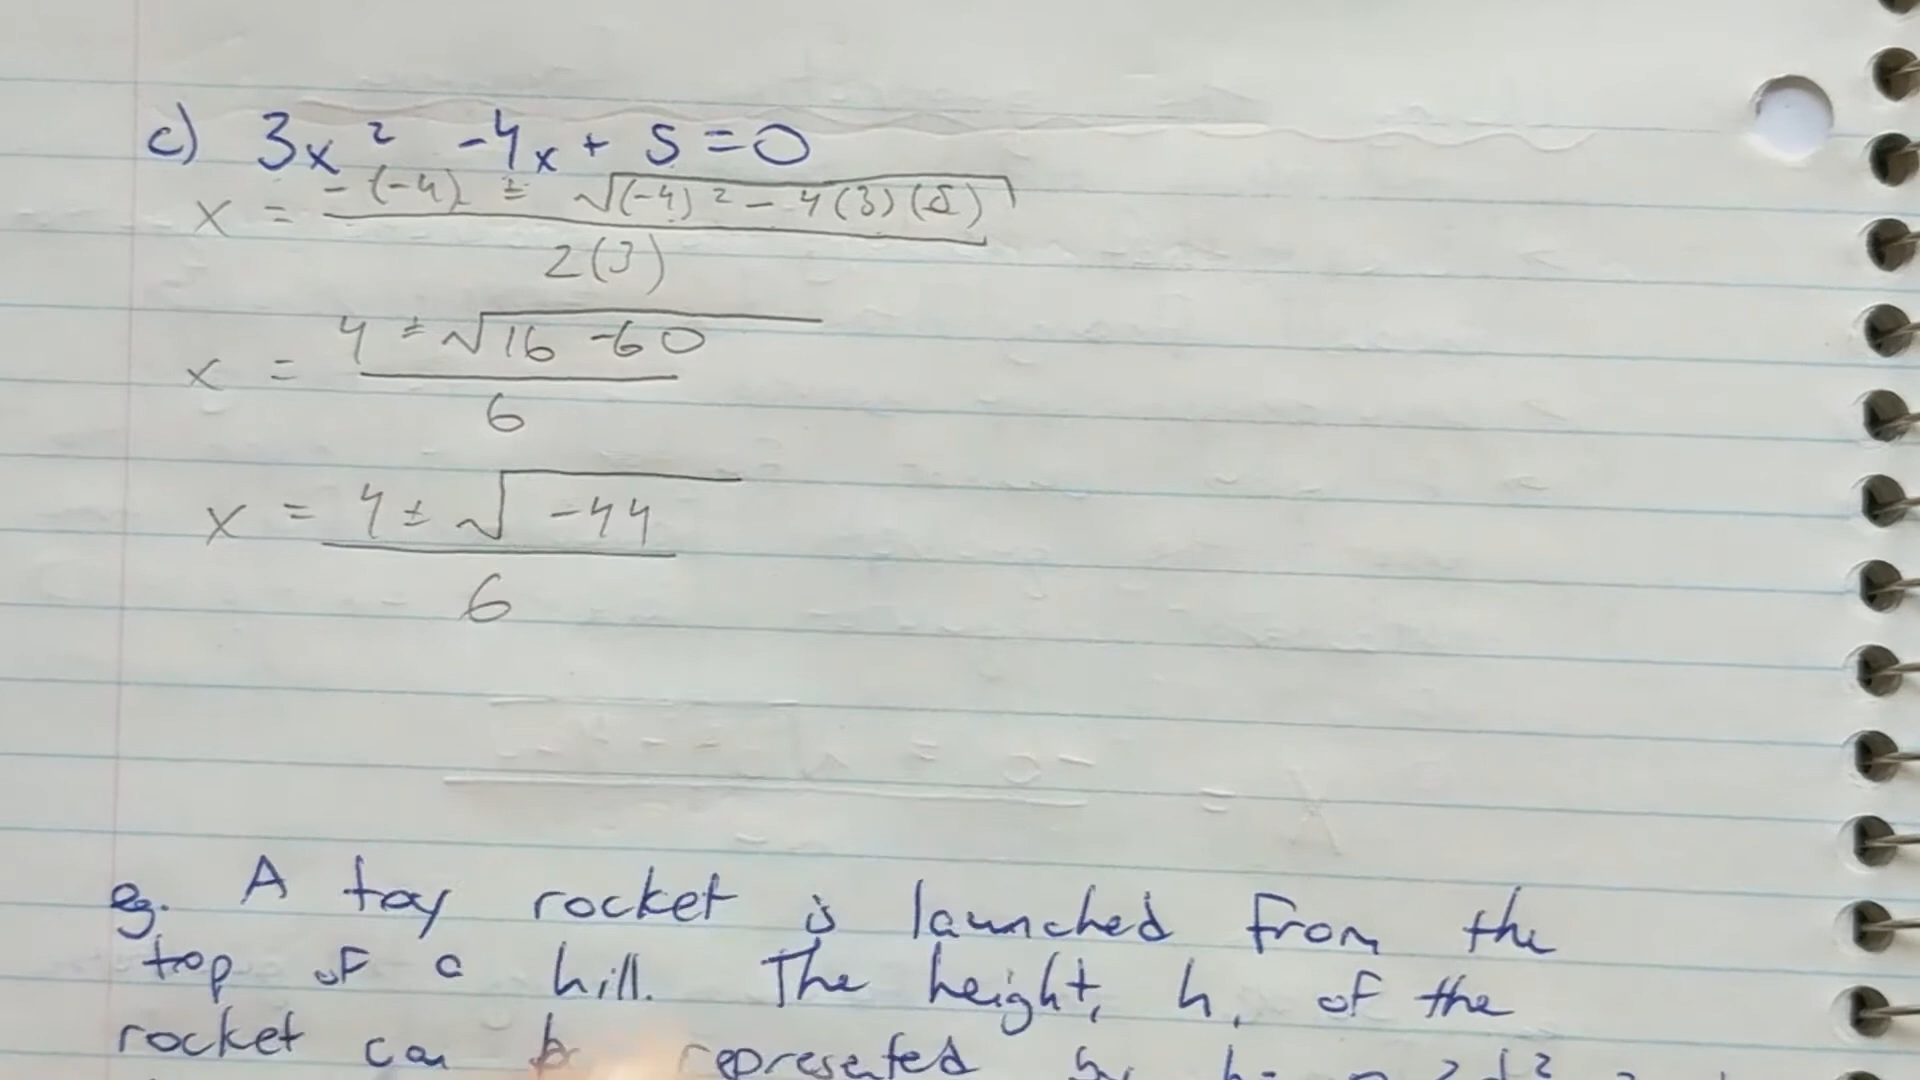 c) 3x² -4x + 5 = 0
x = -(-4) ± √(-4)² - 4(3)(5)
2(3)
x = 4 ± √16 -60
6
x = 4 ± √-44
6
eg. A toy rocket is launched from the
top of a hill. The height, h, of the
rocket can be represented by h =